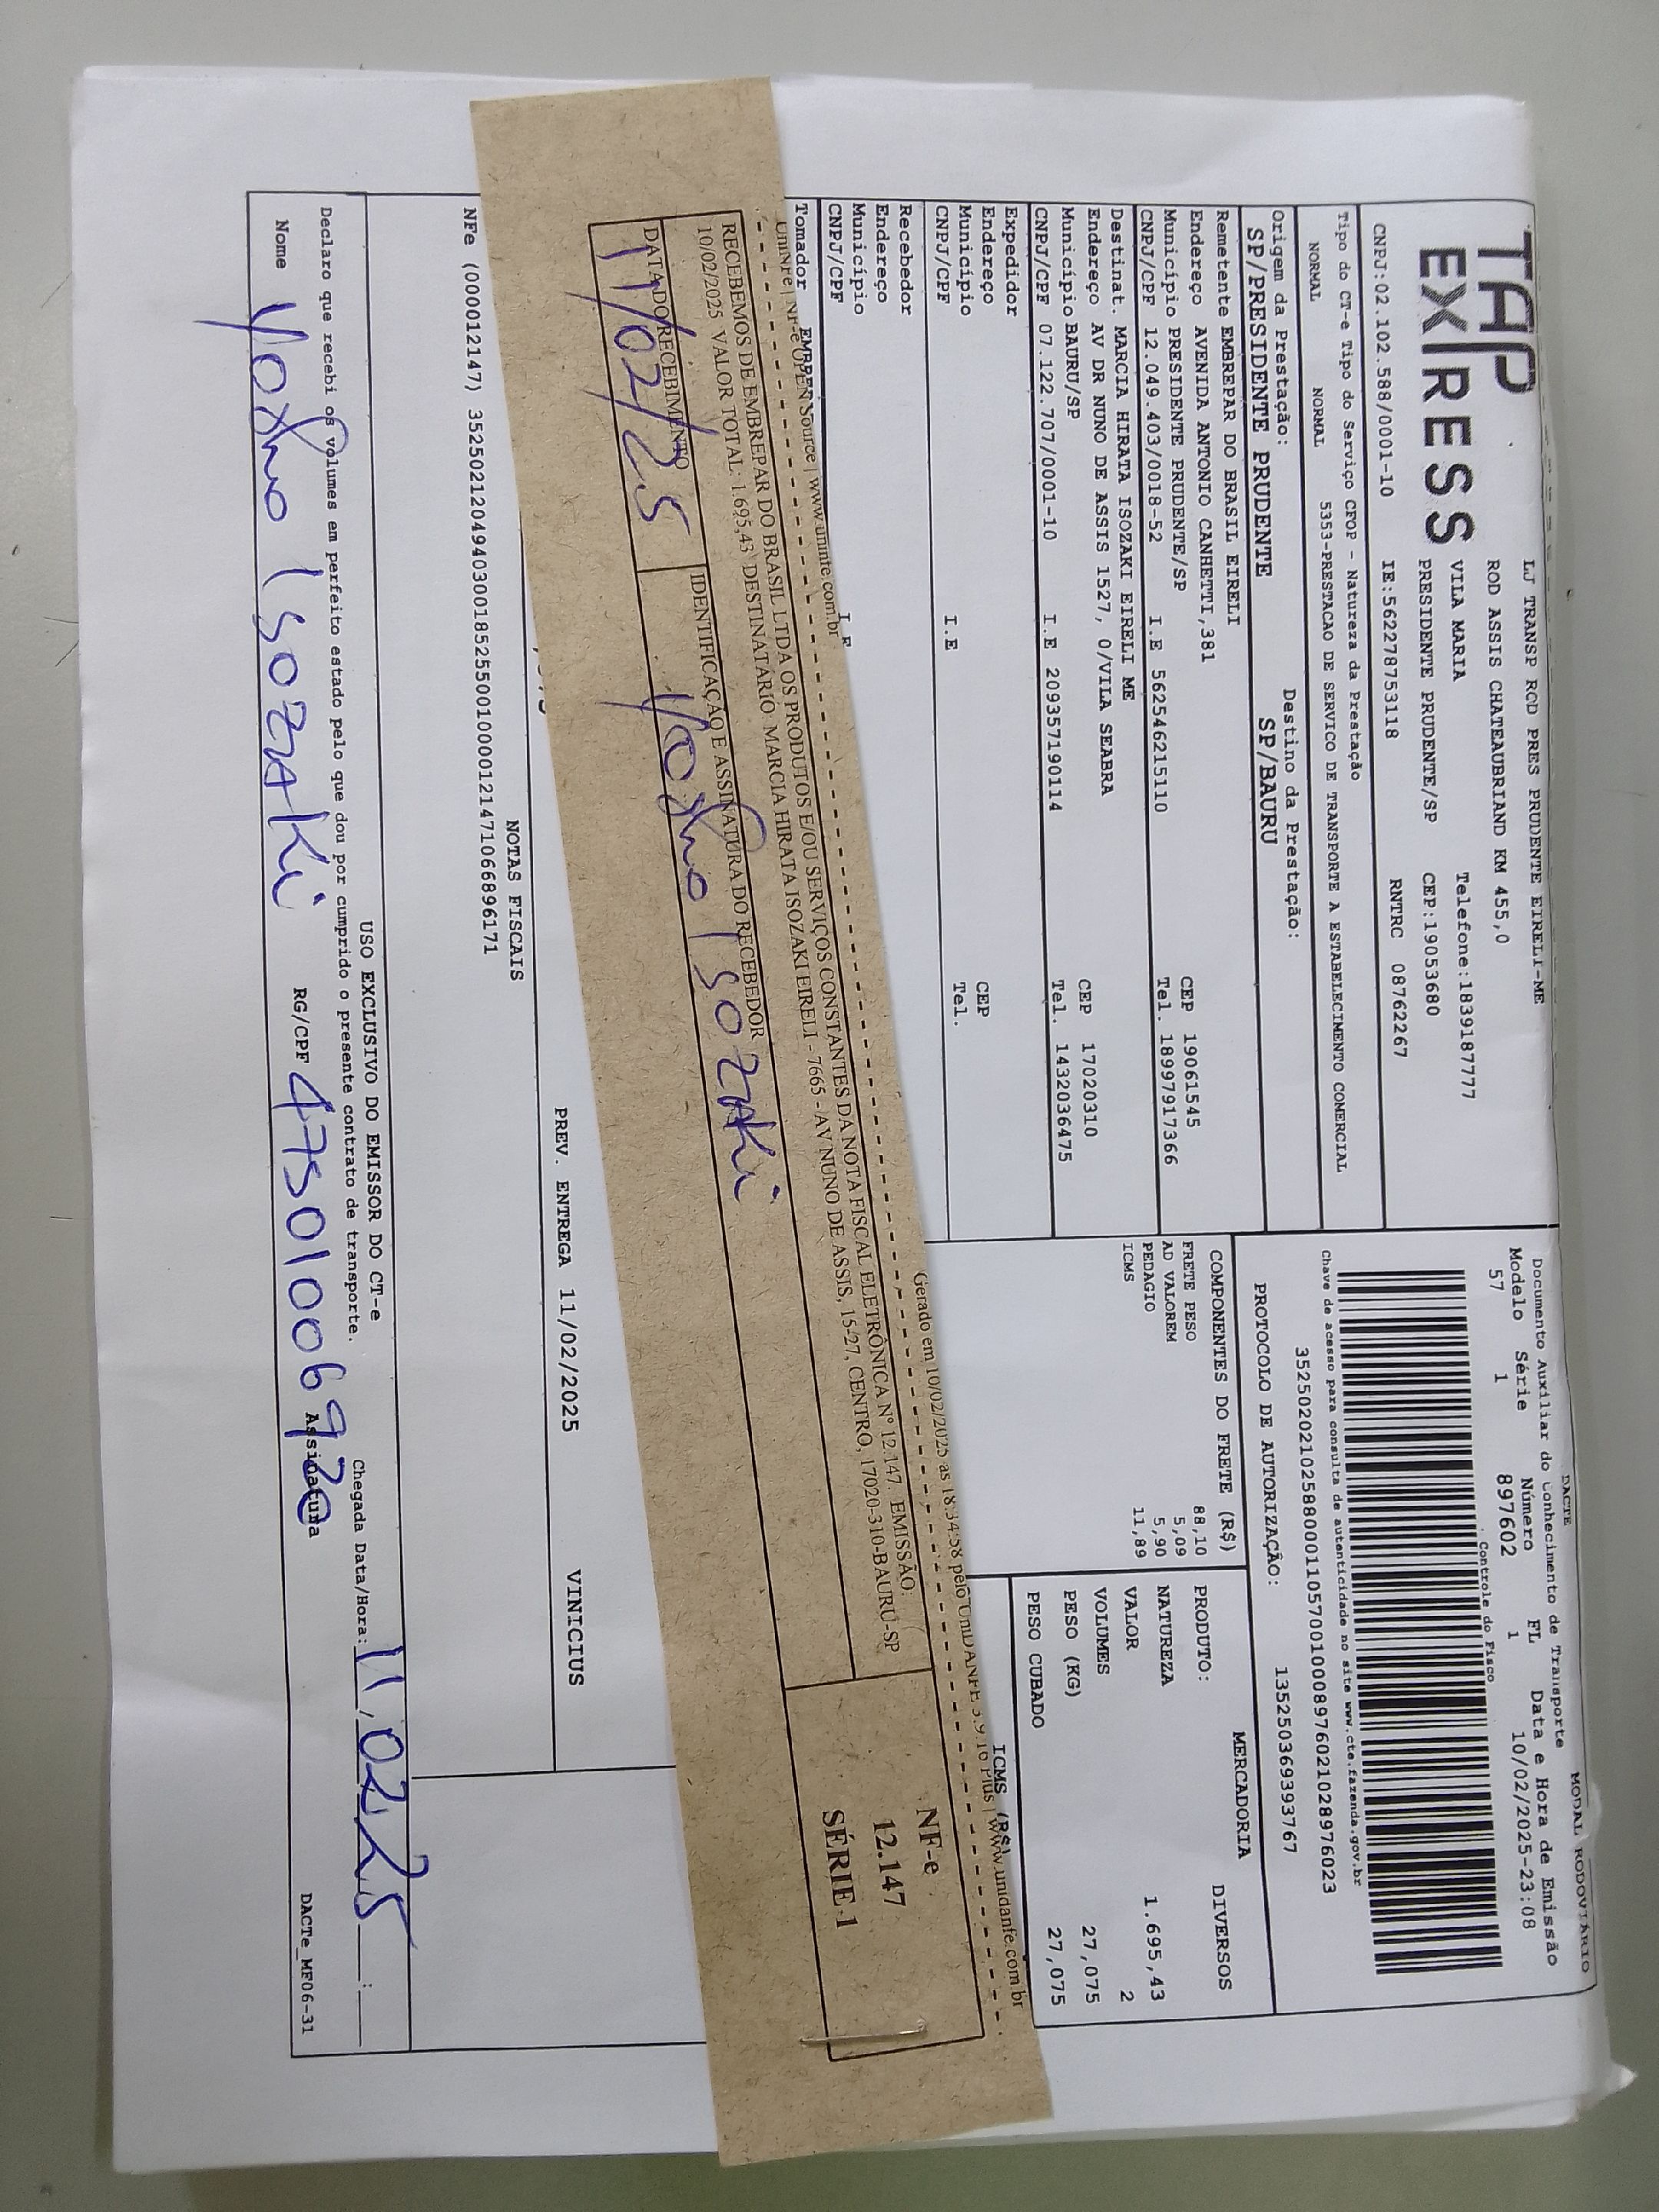 TAP
EXPRESS
LJ TRANSP ROD PRES PRUDENTE EIRELI-ME
ROD ASSIS CHATEAUBRIAND KM 455,0
VILA MARIA Telefone:1839187777
PRESIDENTE PRUDENTE/SP CEP:19053680
CNPJ:02.102.588/0001-10 IE:562278753118 RNTRC 08762267
Tipo do CT-e Tipo do Serviço CFOP - Natureza da Prestação
NORMAL NORMAL 5353-PRESTACAO DE SERVICO DE TRANSPORTE A ESTABELECIMENTO COMERCIAL
Origem da Prestação: Destino da Prestação:
SP/PRESIDENTE PRUDENTE SP/BAURU
Remetente EMBREPAR DO BRASIL EIRELI
Endereço AVENIDA ANTONIO CANHETTI,381 CEP 19061545
Município PRESIDENTE PRUDENTE/SP Tel. 18997917366
CNPJ/CPF 12.049.403/0018-52 I.E 562546215110
Destinat. MARCIA HIRATA ISOZAKI EIRELI ME
Endereço AV DR NUNO DE ASSIS 1527, 0/VILA SEABRA CEP 17020310
Município BAURU/SP Tel. 1432036475
CNPJ/CPF 07.122.707/0001-10 I.E 209357190114
Expedidor
Endereço CEP
Município Tel.
CNPJ/CPF I.E
Recebedor
Endereço
Município
CNPJ/CPF I.E
Tomador
DACTE MODAL RODOVIÁRIO
Documento Auxiliar do Conhecimento de Transporte
Modelo Série Número FL Data e Hora de Emissão
57 1 897602 1 10/02/2025-23:08
Controle do Fisco
Chave de acesso para consulta de autenticidade no site www.cte.fazenda.gov.br
35250202102588000110570010008976021028976023
PROTOCOLO DE AUTORIZAÇÃO: 135250369393767
COMPONENTES DO FRETE (R$)
FRETE PESO 88,10
AD VALOREM 5,09
PEDAGIO 5,90
ICMS 11,89
MERCADORIA
PRODUTO: DIVERSOS
NATUREZA
VALOR 1.695,43
VOLUMES 2
PESO (KG) 27,075
PESO CUBADO 27,075
ICMS (R$)
Gerado em 10/02/2025 as 18:34:58 pelo UniDANFE 3.9.10 Plus | www.unidanfe.com.br
RECEBEMOS DE EMBREPAR DO BRASIL LTDA OS PRODUTOS E/OU SERVIÇOS CONSTANTES DA NOTA FISCAL ELETRÔNICA Nº 12.147. EMISSÃO:
10/02/2025 VALOR TOTAL: 1.695,43 DESTINATARIO: MARCIA HIRATA ISOZAKI EIRELI - 7665 - AV NUNO DE ASSIS, 15-27, CENTRO, 17020-310-BAURU-SP
DATA DO RECEBIMENTO IDENTIFICAÇÃO E ASSINATURA DO RECEBEDOR
11/02/25 Isozaki
NF-e
12.147
SÉRIE 1
PREV. ENTREGA 11/02/2025 VINICIUS
NOTAS FISCAIS
NFe (000012147) 35250212049403001852550010000121471066896171
USO EXCLUSIVO DO EMISSOR DO CT-e
Declaro que recebi os volumes em perfeito estado pelo que dou por cumprido o presente contrato de transporte. Chegada Data/Hora: 11/02/25 :
Nome Isozaki RG/CPF Assinatura
DACTe_MF06-31